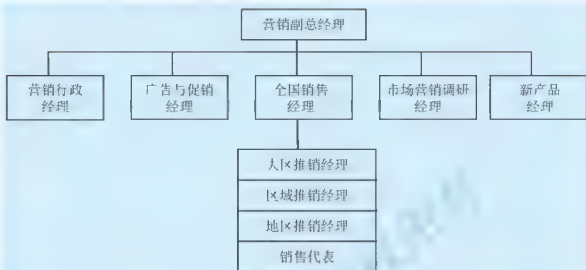 营销副总经理
营销行政
经理
广告与促销
经理
全国销售
经理
市场营销调研
经理
新产品
经理
大区推销经理
区域推销经理
地区推销经理
销售代表